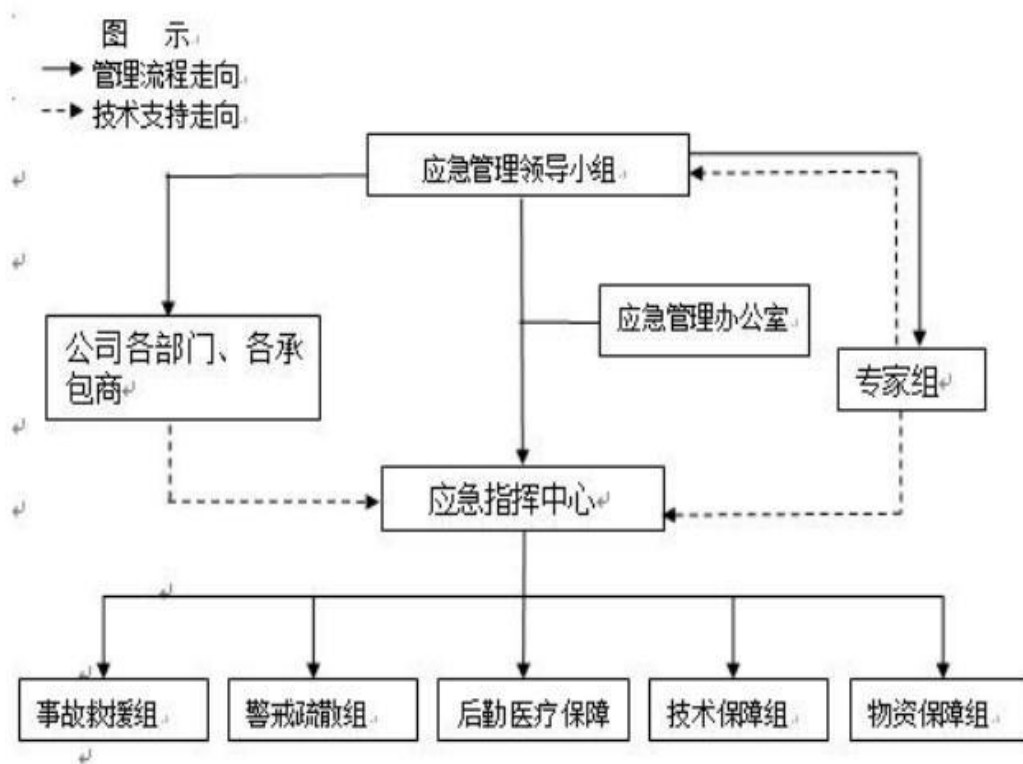 图 示
管理流程走向
技术支持走向
应急管理领导小组
应急管理办公室
公司各部门、各承
包商
专家组
应急指挥中心
事故救援组
警戒疏散组
后勤医疗保障
技术保障组
物资保障组